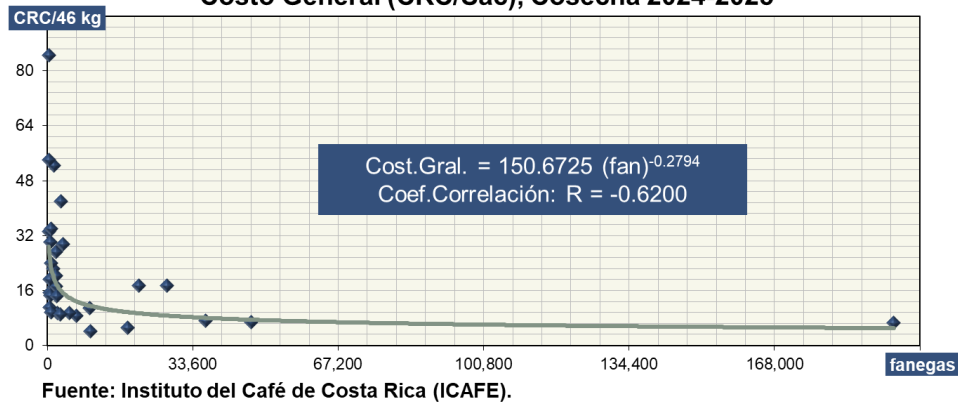 Costo General (CRC/Sac), Cosecha 2024-2025
CRC/46 kg
80
64
48
32
16
0
Cost.Gral. = 150.6725 (fan)-0.2794
Coef.Correlación: R = -0.6200
0 33,600 67,200 100,800 134,400 168,000 fanegas
Fuente: Instituto del Café de Costa Rica (ICAFE).